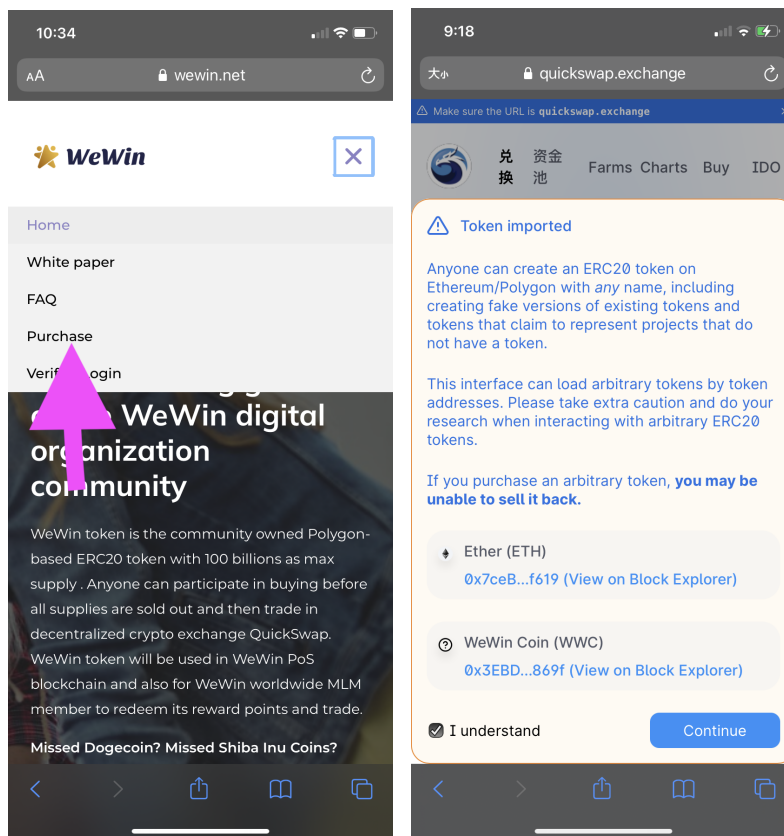 10:34
AA wewin.net
WeWin
Home
White paper
FAQ
Purchase
WeWin digital
organization
community
WeWin token is the community owned Polygon-
based ERC20 token with 100 billions as max
supply . Anyone can participate in buying before
all supplies are sold out and then trade in
decentralized crypto exchange QuickSwap.
WeWin token will be used in WeWin PoS
blockchain and also for WeWin worldwide MLM
member to redeem its reward points and trade.
Missed Dogecoin? Missed Shiba Inu Coins?
9:18
大小 quickswap.exchange
Make sure the URL is quickswap.exchange
兑换 资金池 Farms Charts Buy IDO
Token imported
Anyone can create an ERC20 token on
Ethereum/Polygon with any name, including
creating fake versions of existing tokens and
tokens that claim to represent projects that do
not have a token.
This interface can load arbitrary tokens by token
addresses. Please take extra caution and do your
research when interacting with arbitrary ERC20
tokens.
If you purchase an arbitrary token, you may be
unable to sell it back.
Ether (ETH)
0x7ceB...f619 (View on Block Explorer)
WeWin Coin (WWC)
0x3EBD...869f (View on Block Explorer)
I understand
Continue